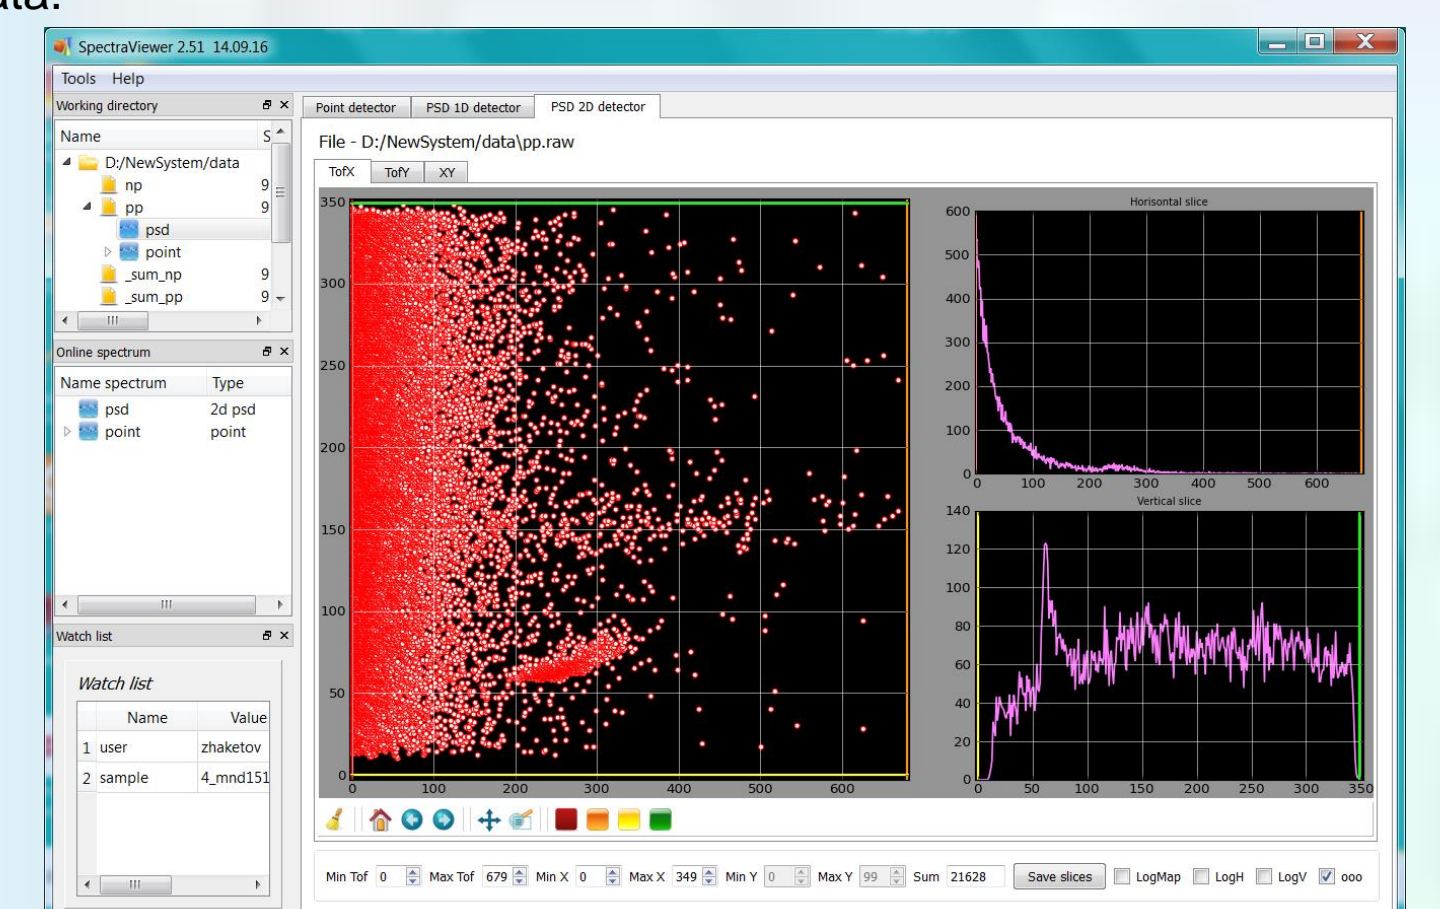 ata.
SpectraViewer 2.51 14.09.16
Tools Help
Working directory
Name S
D:/NewSystem/data
np 9
pp 9
psd
point
_sum_np 9
_sum_pp 9
Online spectrum
Name spectrum Type
psd 2d psd
point point
Watch list
Watch list
Name Value
1 user zhaketov
2 sample 4_mnd151
Point detector PSD 1D detector PSD 2D detector
File - D:/NewSystem/data\pp.raw
TofX TofY XY
350
300
250
200
150
100
50
0
0 100 200 300 400 500 600
Horisontal slice
600
500
400
300
200
100
0
0 100 200 300 400 500 600
Vertical slice
140
120
100
80
60
40
20
0
0 50 100 150 200 250 300 350
Min Tof 0 Max Tof 679 Min X 0 Max X 349 Min Y 0 Max Y 99 Sum 21628 Save slices LogMap LogH LogV ooo